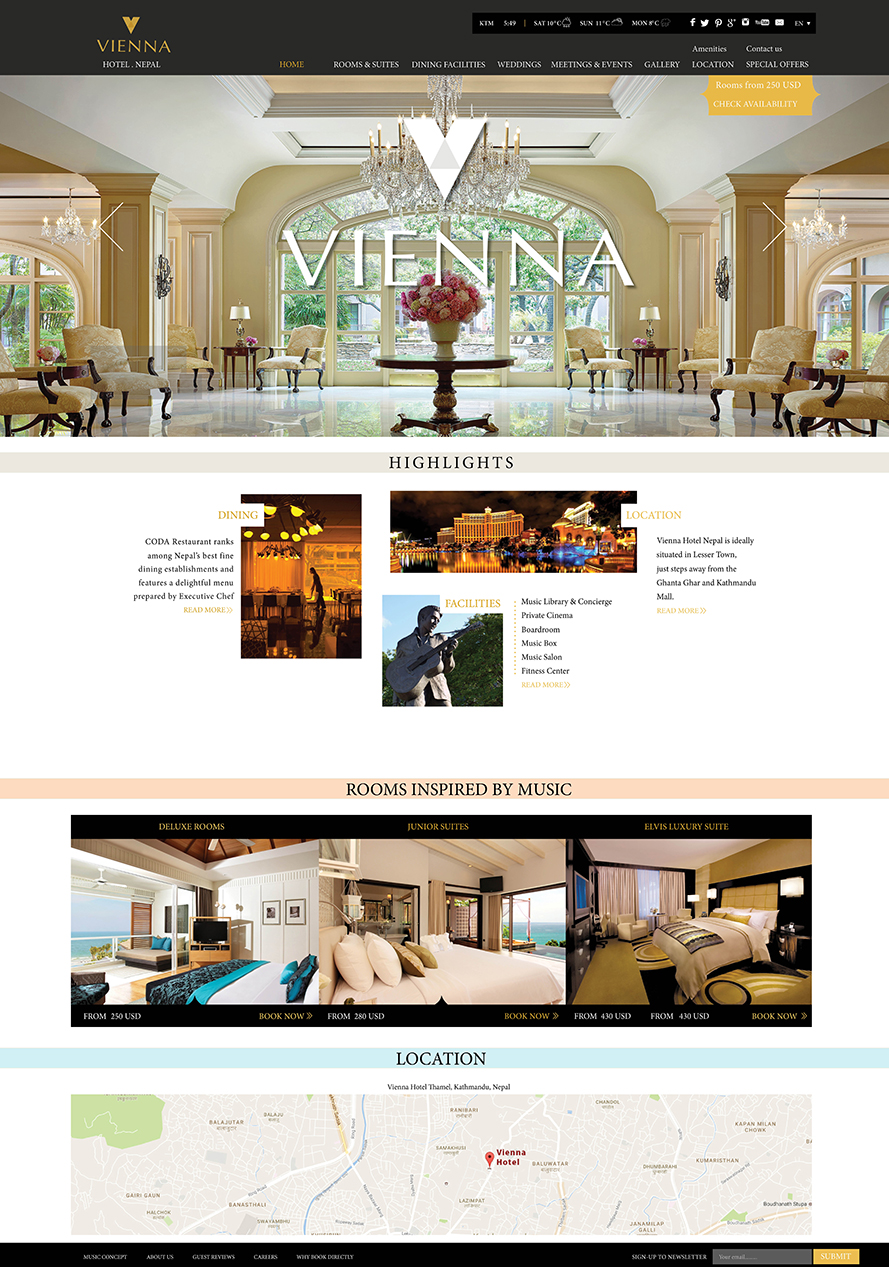 VIENNA
HOTEL . NEPAL
KTM 5:49 SAT 10°C SUN 11°C MON 8°C EN
Amenities Contact us
HOME ROOMS & SUITES DINING FACILITIES WEDDINGS MEETINGS & EVENTS GALLERY LOCATION SPECIAL OFFERS
Rooms from 250 USD
CHECK AVAILABILITY
VIENNA
HIGHLIGHTS
DINING
CODA Restaurant ranks
among Nepal's best fine
dining establishments and
features a delightful menu
prepared by Executive Chef
READ MORE
LOCATION
Vienna Hotel Nepal is ideally
situated in Lesser Town,
just steps away from the
Ghanta Ghar and Kathmandu
Mall.
READ MORE
FACILITIES
Music Library & Concierge
Private Cinema
Boardroom
Music Box
Music Salon
Fitness Center
READ MORE
ROOMS INSPIRED BY MUSIC
DELUXE ROOMS JUNIOR SUITES ELVIS LUXURY SUITE
FROM 250 USD BOOK NOW FROM 280 USD BOOK NOW FROM 430 USD FROM 430 USD BOOK NOW
LOCATION
Vienna Hotel Thamel, Kathmandu, Nepal
CHANDOL
RANIBARI
BALAJU
BALAJUTAR
KAPAN MILAN
CHOWK
SAMAKHUSI
Vienna
Hotel
BALUWATAR
KUMARISTHAN
DHUMBARAHI
GAIRI GAUN
BANASTHALI
LAZIMPAT
HALCHOK
Boudhanath Stupa
SWAYAMBHU
JANAMILAP
GALLI
Ring Road
MUSIC CONCEPT ABOUT US GUEST REVIEWS CAREERS WHY BOOK DIRECTLY SIGN-UP TO NEWSLETTER Your email........ SUBMIT